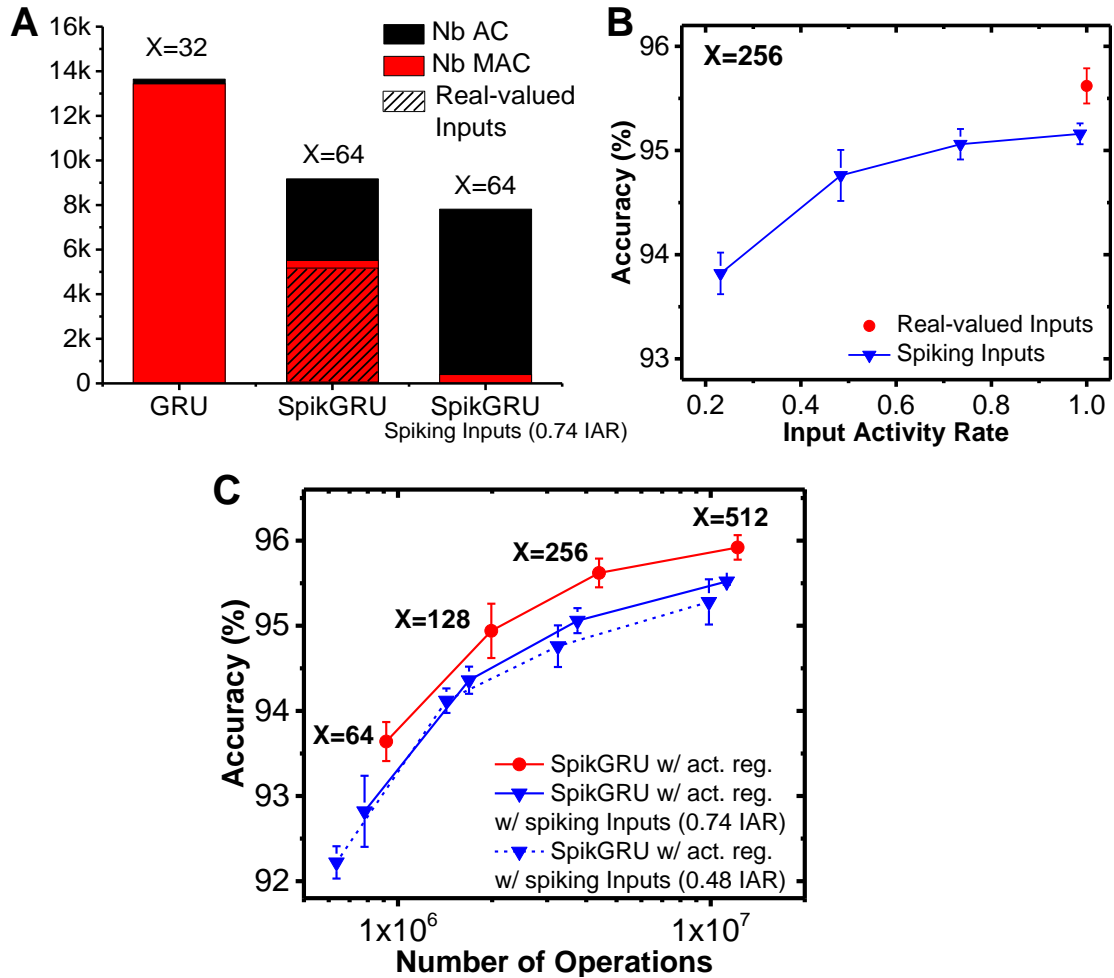 A
16k
14k
12k
10k
8k
6k
4k
2k
0
X=32
X=64
X=64
Nb AC
Nb MAC
Real-valued
Inputs
GRU
SpikGRU
SpikGRU
Spiking Inputs (0.74 IAR)
B
X=256
Accuracy (%)
96
95
94
93
0.2 0.4 0.6 0.8 1.0
Input Activity Rate
Real-valued Inputs
Spiking Inputs
C
Accuracy (%)
96
95
94
93
92
X=512
X=256
X=128
X=64
SpikGRU w/ act. reg.
SpikGRU w/ act. reg.
w/ spiking Inputs (0.74 IAR)
SpikGRU w/ act. reg.
w/ spiking Inputs (0.48 IAR)
1x10⁶ 1x10⁷
Number of Operations